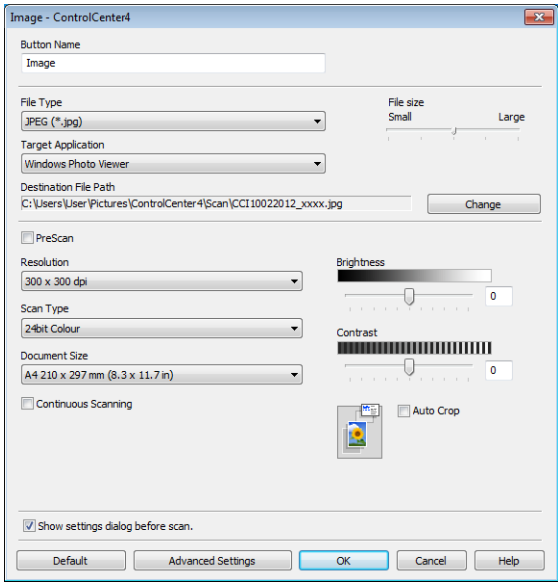 Image - ControlCenter4
Button Name
Image
File Type
File size
JPEG (*.jpg)
Small Large
Target Application
Windows Photo Viewer
Destination File Path
C:\Users\User\Pictures\ControlCenter4\Scan\CCI10022012_xxxx.jpg
Change
PreScan
Resolution
Brightness
300 x 300 dpi
0
Scan Type
24bit Colour
Contrast
Document Size
A4 210 x 297 mm (8.3 x 11.7 in)
0
Continuous Scanning
Auto Crop
Show settings dialog before scan.
Default Advanced Settings OK Cancel Help